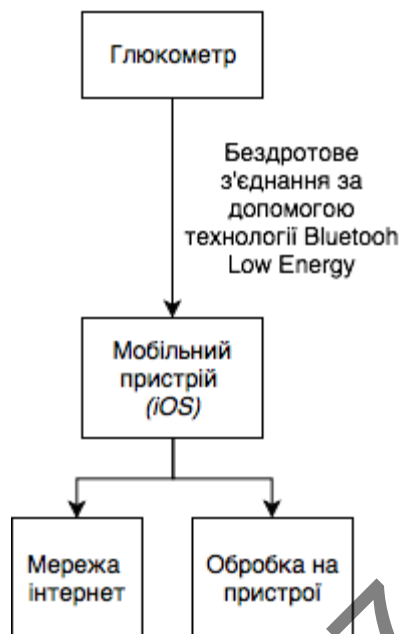 Глюкометр
Бездротове
з'єднання за
допомогою
технології Bluetooh
Low Energy
Мобільний
пристрій
(iOS)
Мережа
інтернет
Обробка на
пристрої